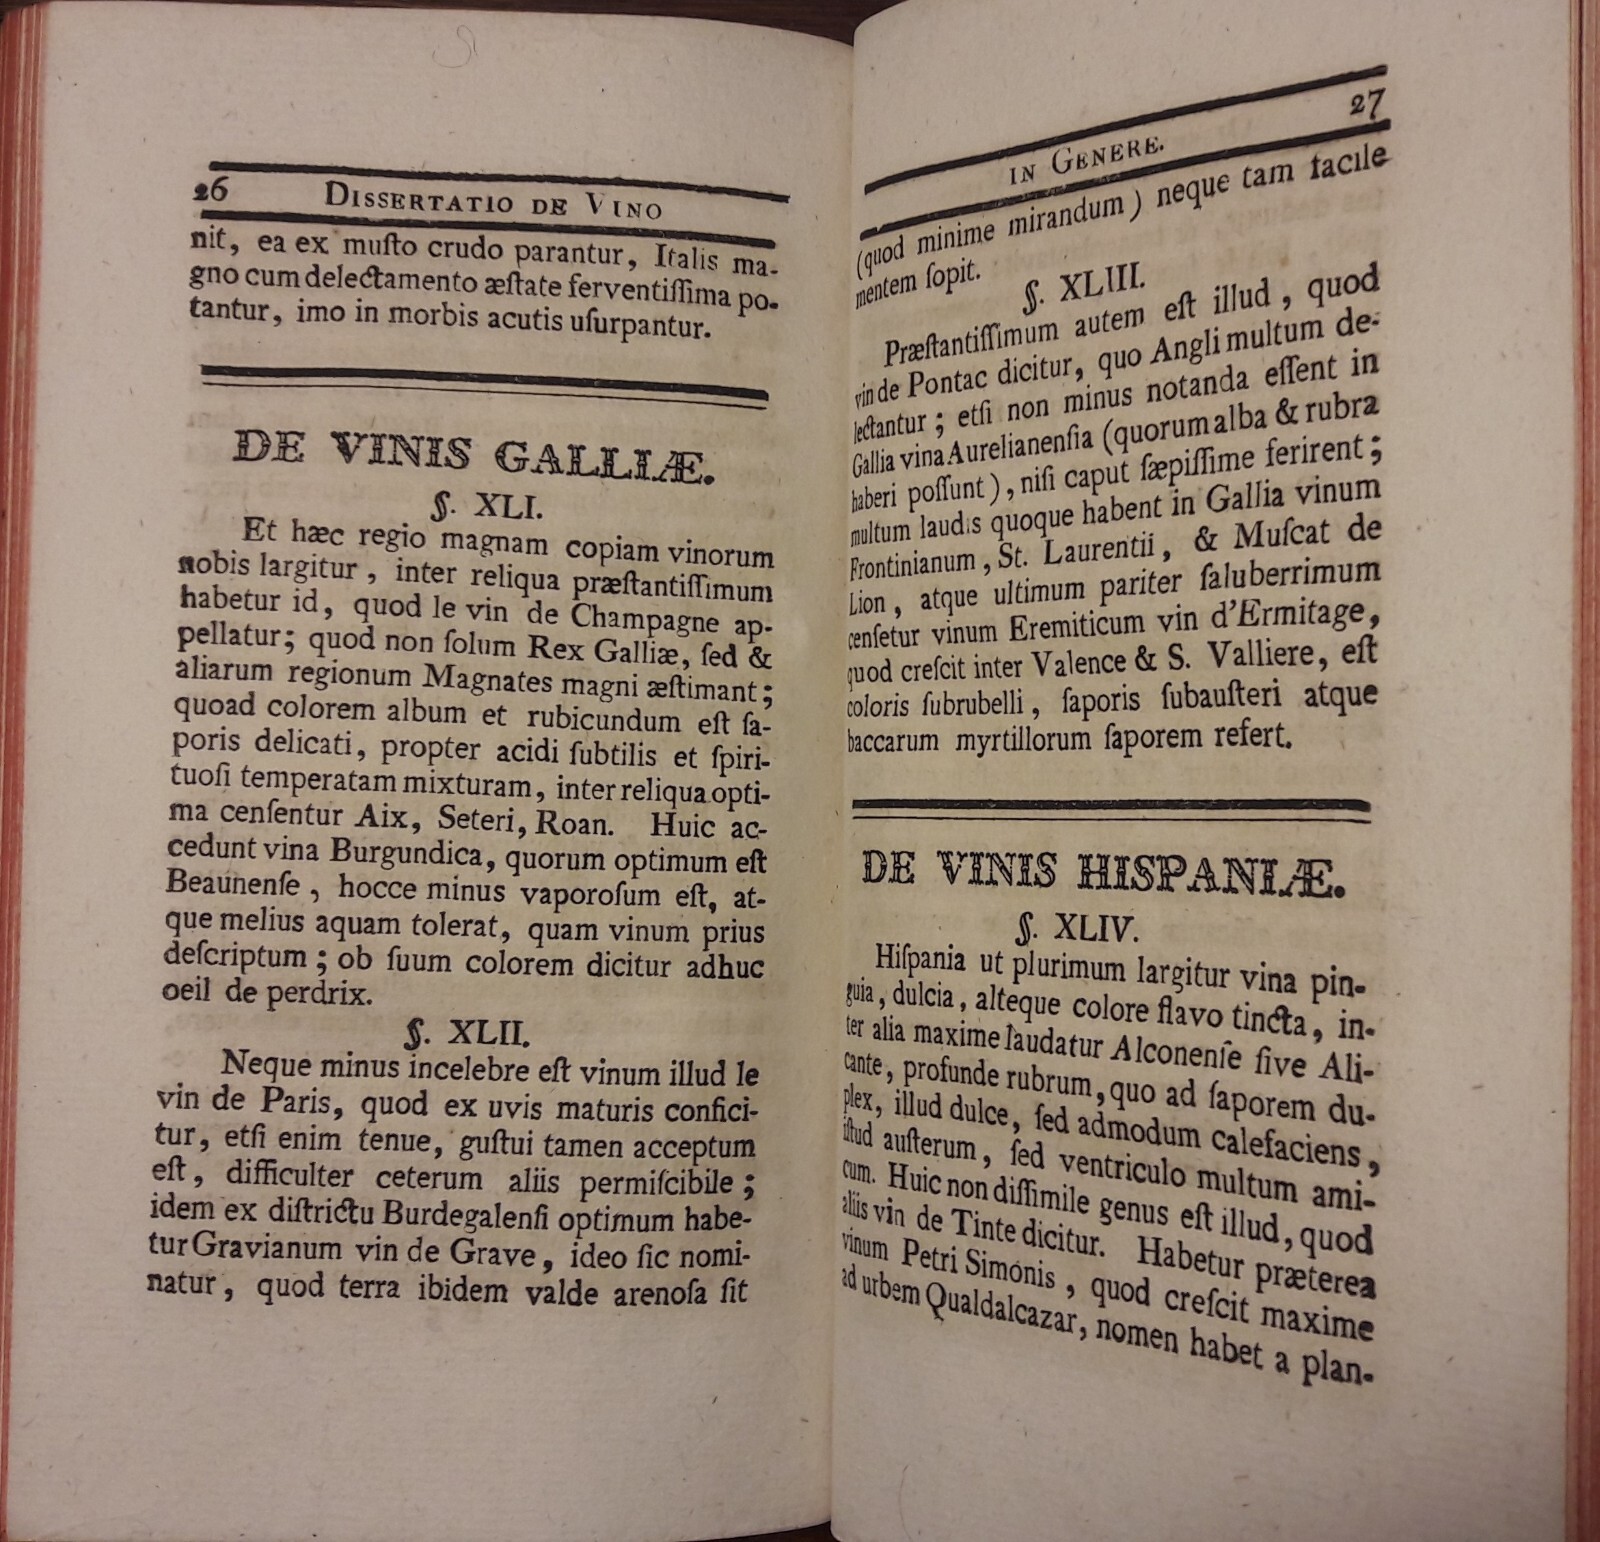 26 DISSERTATIO DE VINO
nit, ea ex muſto crudo parantur, Italis ma-
gno cum delectamento æſtate ferventiſſima po-
tantur, imo in morbis acutis uſurpantur.
DE VINIS GALLIÆ.
§. XLI.
Et hæc regio magnam copiam vinorum
nobis largitur, inter reliqua præſtantiſſimum
habetur id, quod le vin de Champagne ap-
pellatur; quod non ſolum Rex Galliæ, ſed &
aliarum regionum Magnates magni æſtimant;
quoad colorem album et rubicundum eſt ſa-
poris delicati, propter acidi ſubtilis et ſpiri-
tuoſi temperatam mixturam, inter reliqua opti-
ma cenſentur Aix, Seteri, Roan. Huic ac-
cedunt vina Burgundica, quorum optimum eſt
Beaunenſe, hocce minus vaporoſum eſt, at-
que melius aquam tolerat, quam vinum prius
deſcriptum; ob ſuum colorem dicitur adhuc
oeil de perdrix.
§. XLII.
Neque minus incelebre eſt vinum illud le
vin de Paris, quod ex uvis maturis confici-
tur, etſi enim tenue, guſtui tamen acceptum
eſt, difficulter ceterum aliis permiſcibile;
idem ex diſtrictu Burdegalenſi optimum habe-
tur Gravianum vin de Grave, ideo ſic nomi-
natur, quod terra ibidem valde arenoſa ſit
IN GENERE. 27
(quod minime mirandum) neque tam facile
mentem ſopit.
§. XLIII.
Præſtantiſſimum autem eſt illud, quod
vin de Pontac dicitur, quo Angli multum de-
lectantur; etſi non minus notanda eſſent in
Gallia vina Aurelianenſia (quorum alba & rubra
haberi poſſunt), niſi caput ſæpiſſime ferirent;
multum laudis quoque habent in Gallia vinum
Frontinianum, St. Laurentii, & Muſcat de
Lion, atque ultimum pariter ſaluberrimum
cenſetur vinum Eremiticum vin d'Ermitage,
quod creſcit inter Valence & S. Valliere, eſt
coloris ſubrubelli, ſaporis ſubauſteri atque
baccarum myrtillorum ſaporem refert.
DE VINIS HISPANIÆ.
§. XLIV.
Hiſpania ut plurimum largitur vina pin-
guia, dulcia, alteque colore flavo tincta, in-
ter alia maxime laudatur Alconenſe ſive Ali-
cante, profunde rubrum, quo ad ſaporem du-
plex, illud dulce, ſed admodum calefaciens,
iſtud auſterum, ſed ventriculo multum ami-
cum. Huic non diſſimile genus eſt illud, quod
aliis vin de Tinte dicitur. Habetur præterea
vinum Petri Simonis, quod creſcit maxime
ad urbem Qualdalcazar, nomen habet a plan-